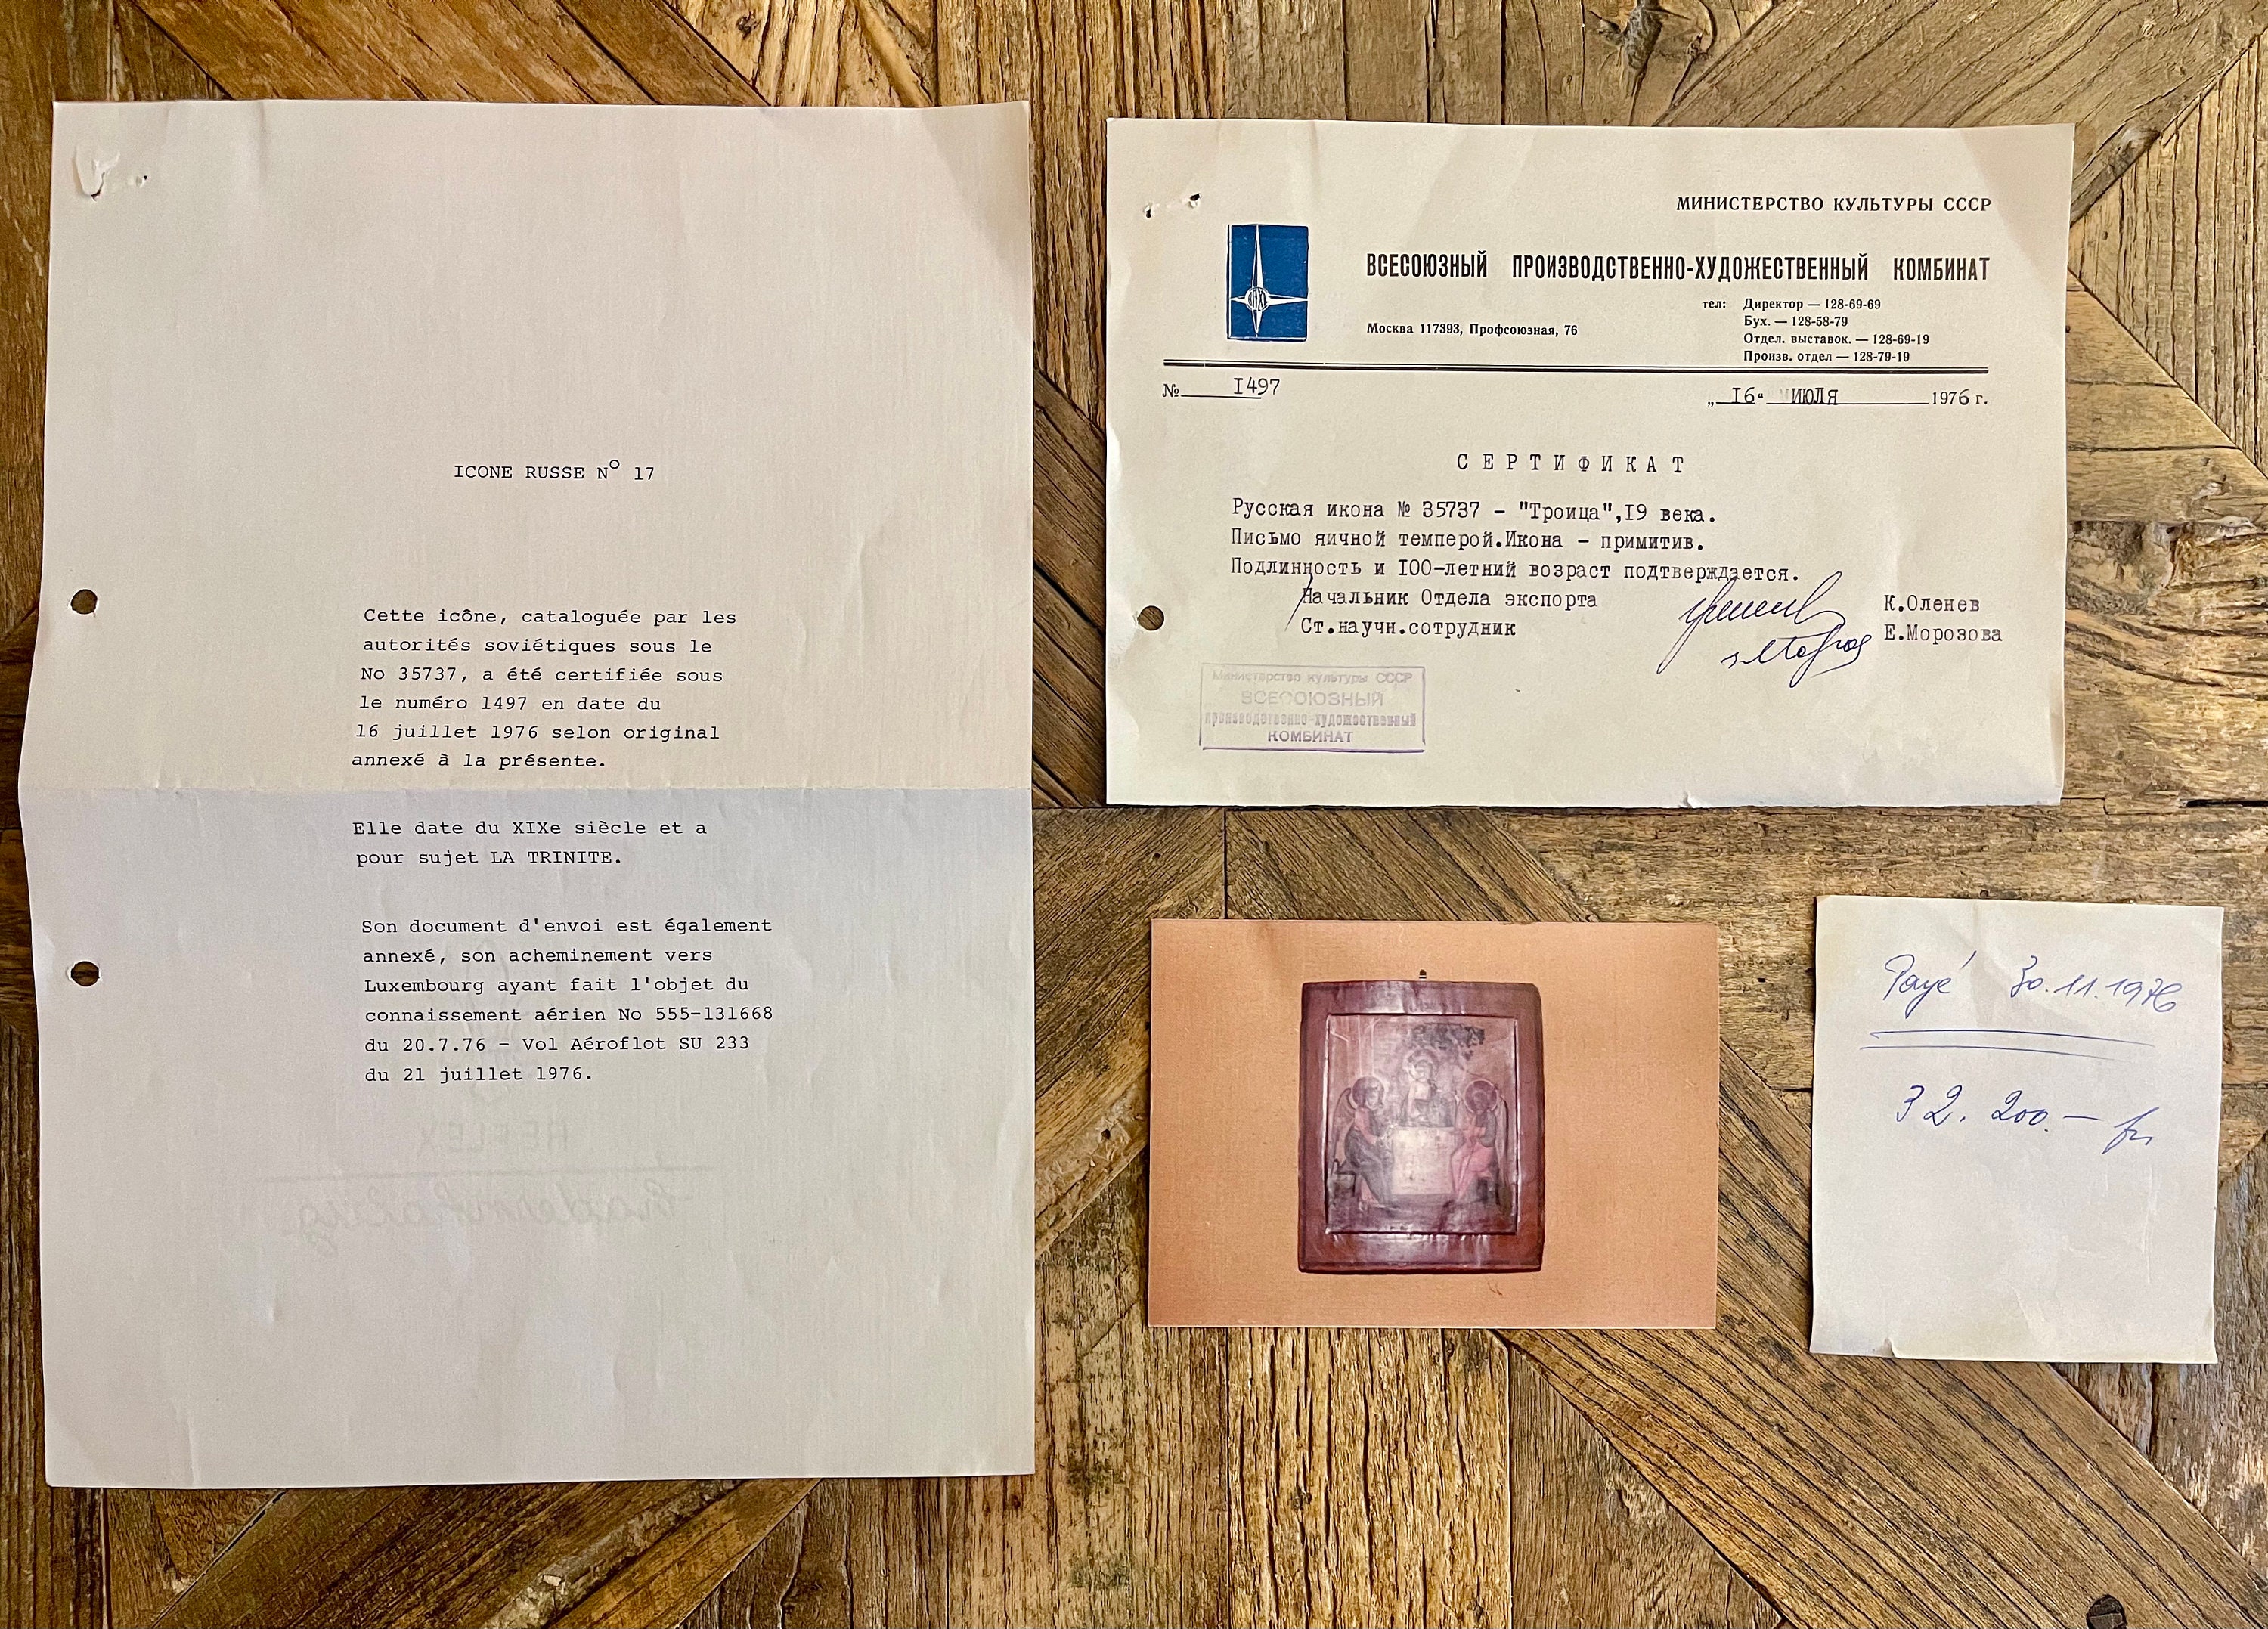 ICONE RUSSE Nº 17
Cette icône, cataloguée par les
autorités soviétiques sous le
No 35737, a été certifiée sous
le numéro 1497 en date du
16 juillet 1976 selon original
annexé à la présente.
Elle date du XIXe siècle et a
pour sujet LA TRINITE.
Son document d'envoi est également
annexé, son acheminement vers
Luxembourg ayant fait l'objet du
connaissement aérien No 555-131668
du 20.7.76 - Vol Aéroflot SU 233
du 21 juillet 1976.
REFLEX
МИНИСТЕРСТВО КУЛЬТУРЫ СССР
ВСЕСОЮЗНЫЙ ПРОИЗВОДСТВЕННО-ХУДОЖЕСТВЕННЫЙ КОМБИНАТ
Москва 117393, Профсоюзная, 76
тел: Директор — 128-69-69
Бух. — 128-58-79
Отдел. выставок. — 128-69-19
Произв. отдел — 128-79-19
№ I497
„ I6“ ИЮЛЯ 1976 г.
СЕРТИФИКАТ
Русская икона № 35737 - "Троица",I9 века.
Письмо яичной темперой.Икона - примитив.
Подлинность и I00-летний возраст подтверждается.
Начальник Отдела экспорта К.Оленев
Ст.научн.сотрудник Е.Морозова
Министерство культуры СССР
ВСЕСОЮЗНЫЙ
производственно-художественный
КОМБИНАТ
Payé 30.11.1976
32.200.— fr